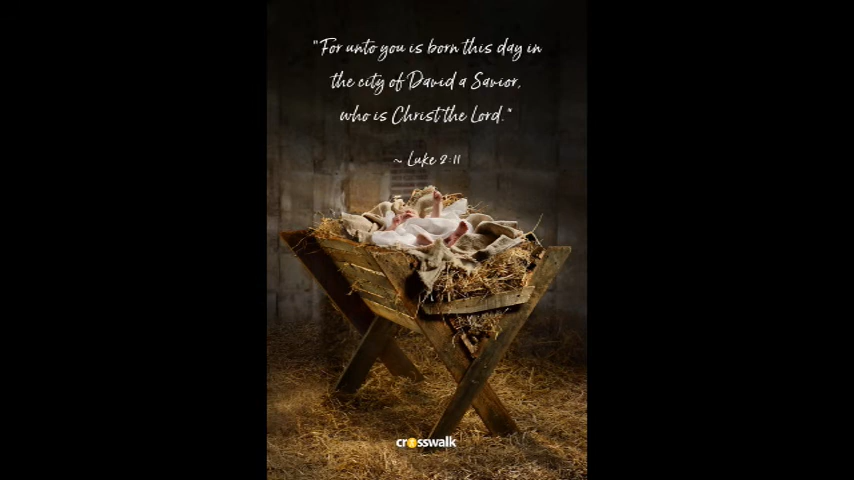 "For unto you is born this day in
the city of David a Savior,
who is Christ the Lord."
~ Luke 2:11
crosswalk